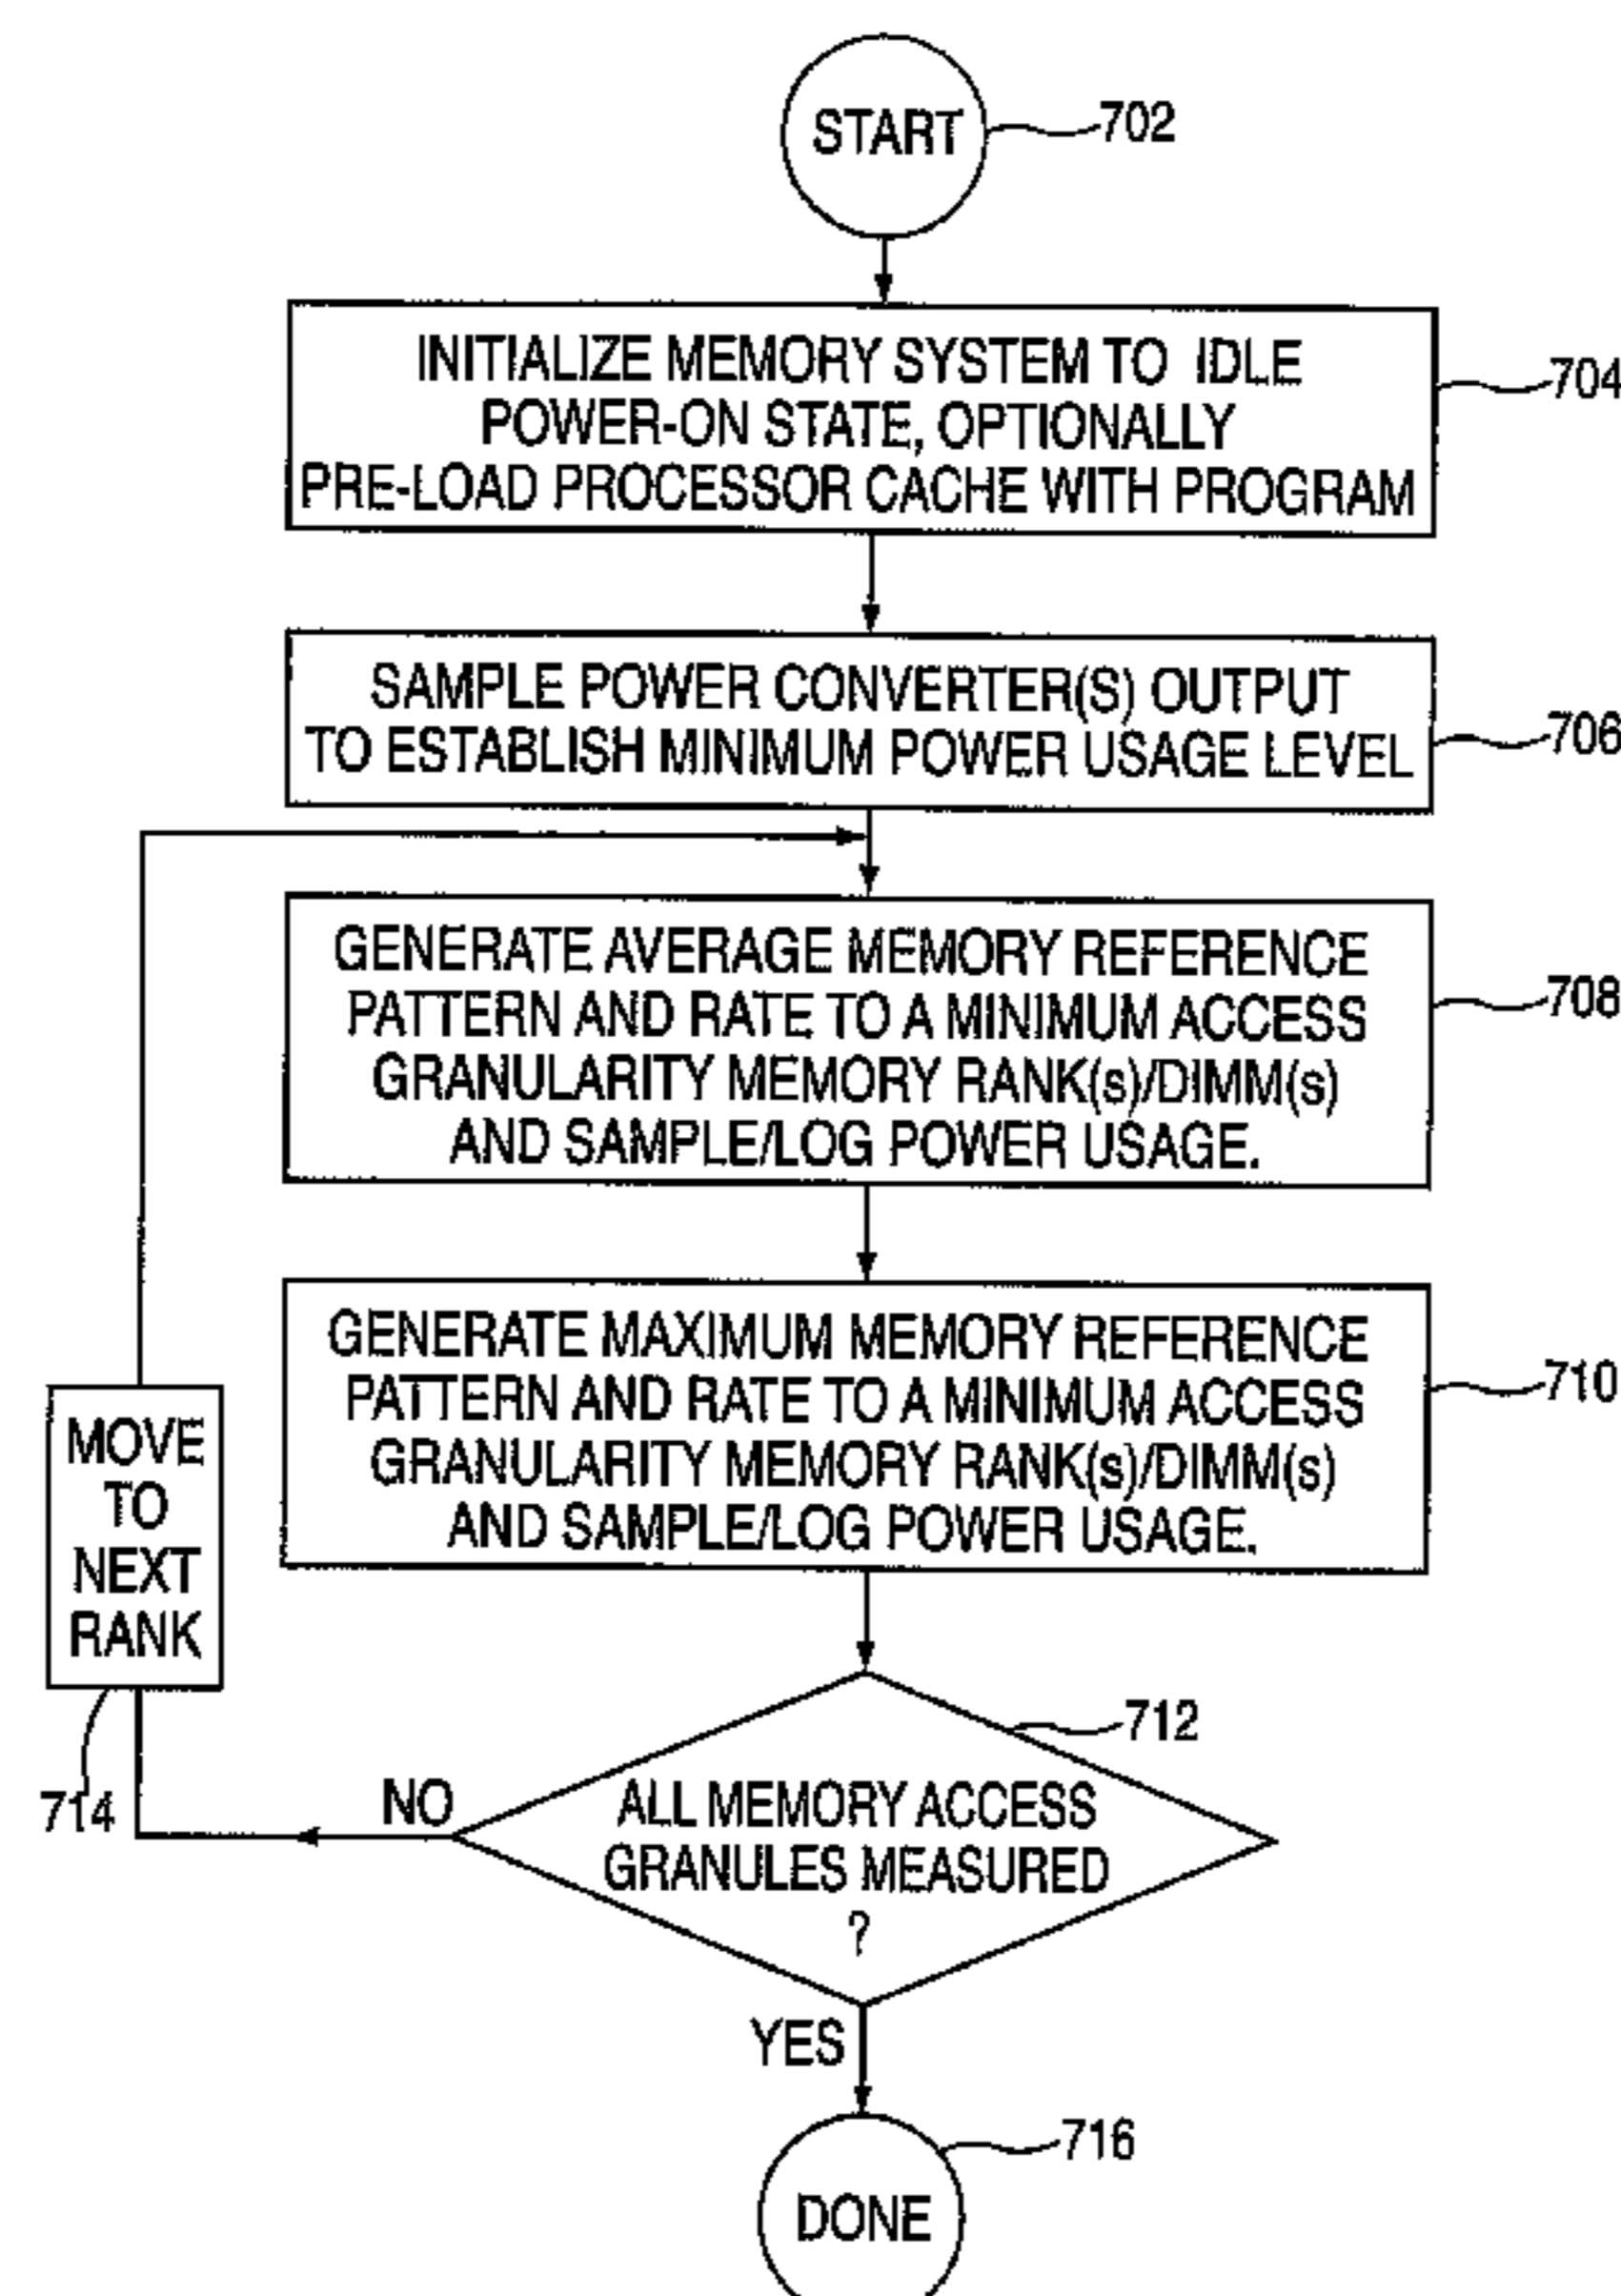 START
702
INITIALIZE MEMORY SYSTEM TO IDLE
POWER-ON STATE, OPTIONALLY
PRE-LOAD PROCESSOR CACHE WITH PROGRAM
704
SAMPLE POWER CONVERTER(S) OUTPUT
TO ESTABLISH MINIMUM POWER USAGE LEVEL
706
GENERATE AVERAGE MEMORY REFERENCE
PATTERN AND RATE TO A MINIMUM ACCESS
GRANULARITY MEMORY RANK(s)/DIMM(s)
AND SAMPLE/LOG POWER USAGE.
708
GENERATE MAXIMUM MEMORY REFERENCE
PATTERN AND RATE TO A MINIMUM ACCESS
GRANULARITY MEMORY RANK(s)/DIMM(s)
AND SAMPLE/LOG POWER USAGE.
710
MOVE
TO
NEXT
RANK
714
712
NO
ALL MEMORY ACCESS
GRANULES MEASURED
?
YES
716
DONE